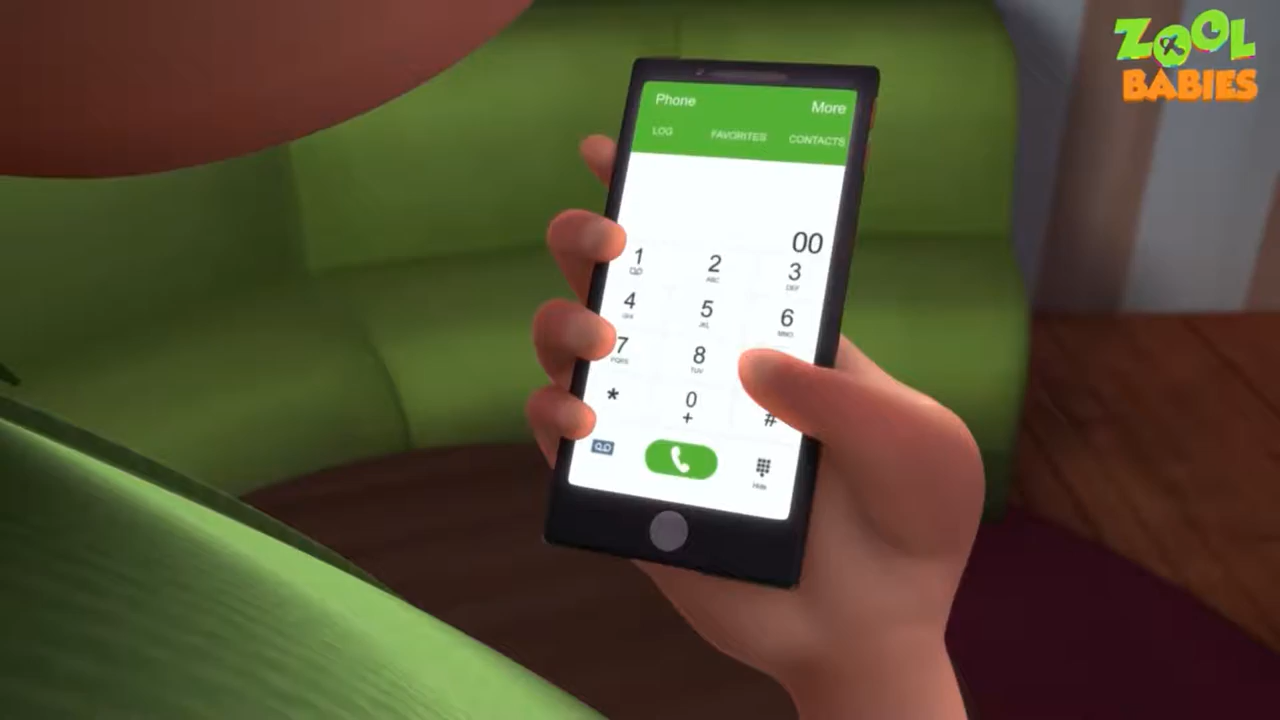 ZOOL
BABIES
Phone More
LOG FAVORITES CONTACTS
00
1 2 3
ABC DEF
4 5 6
GHI JKL MNO
7 8
PQRS TUV
* 0 #
+
Hide